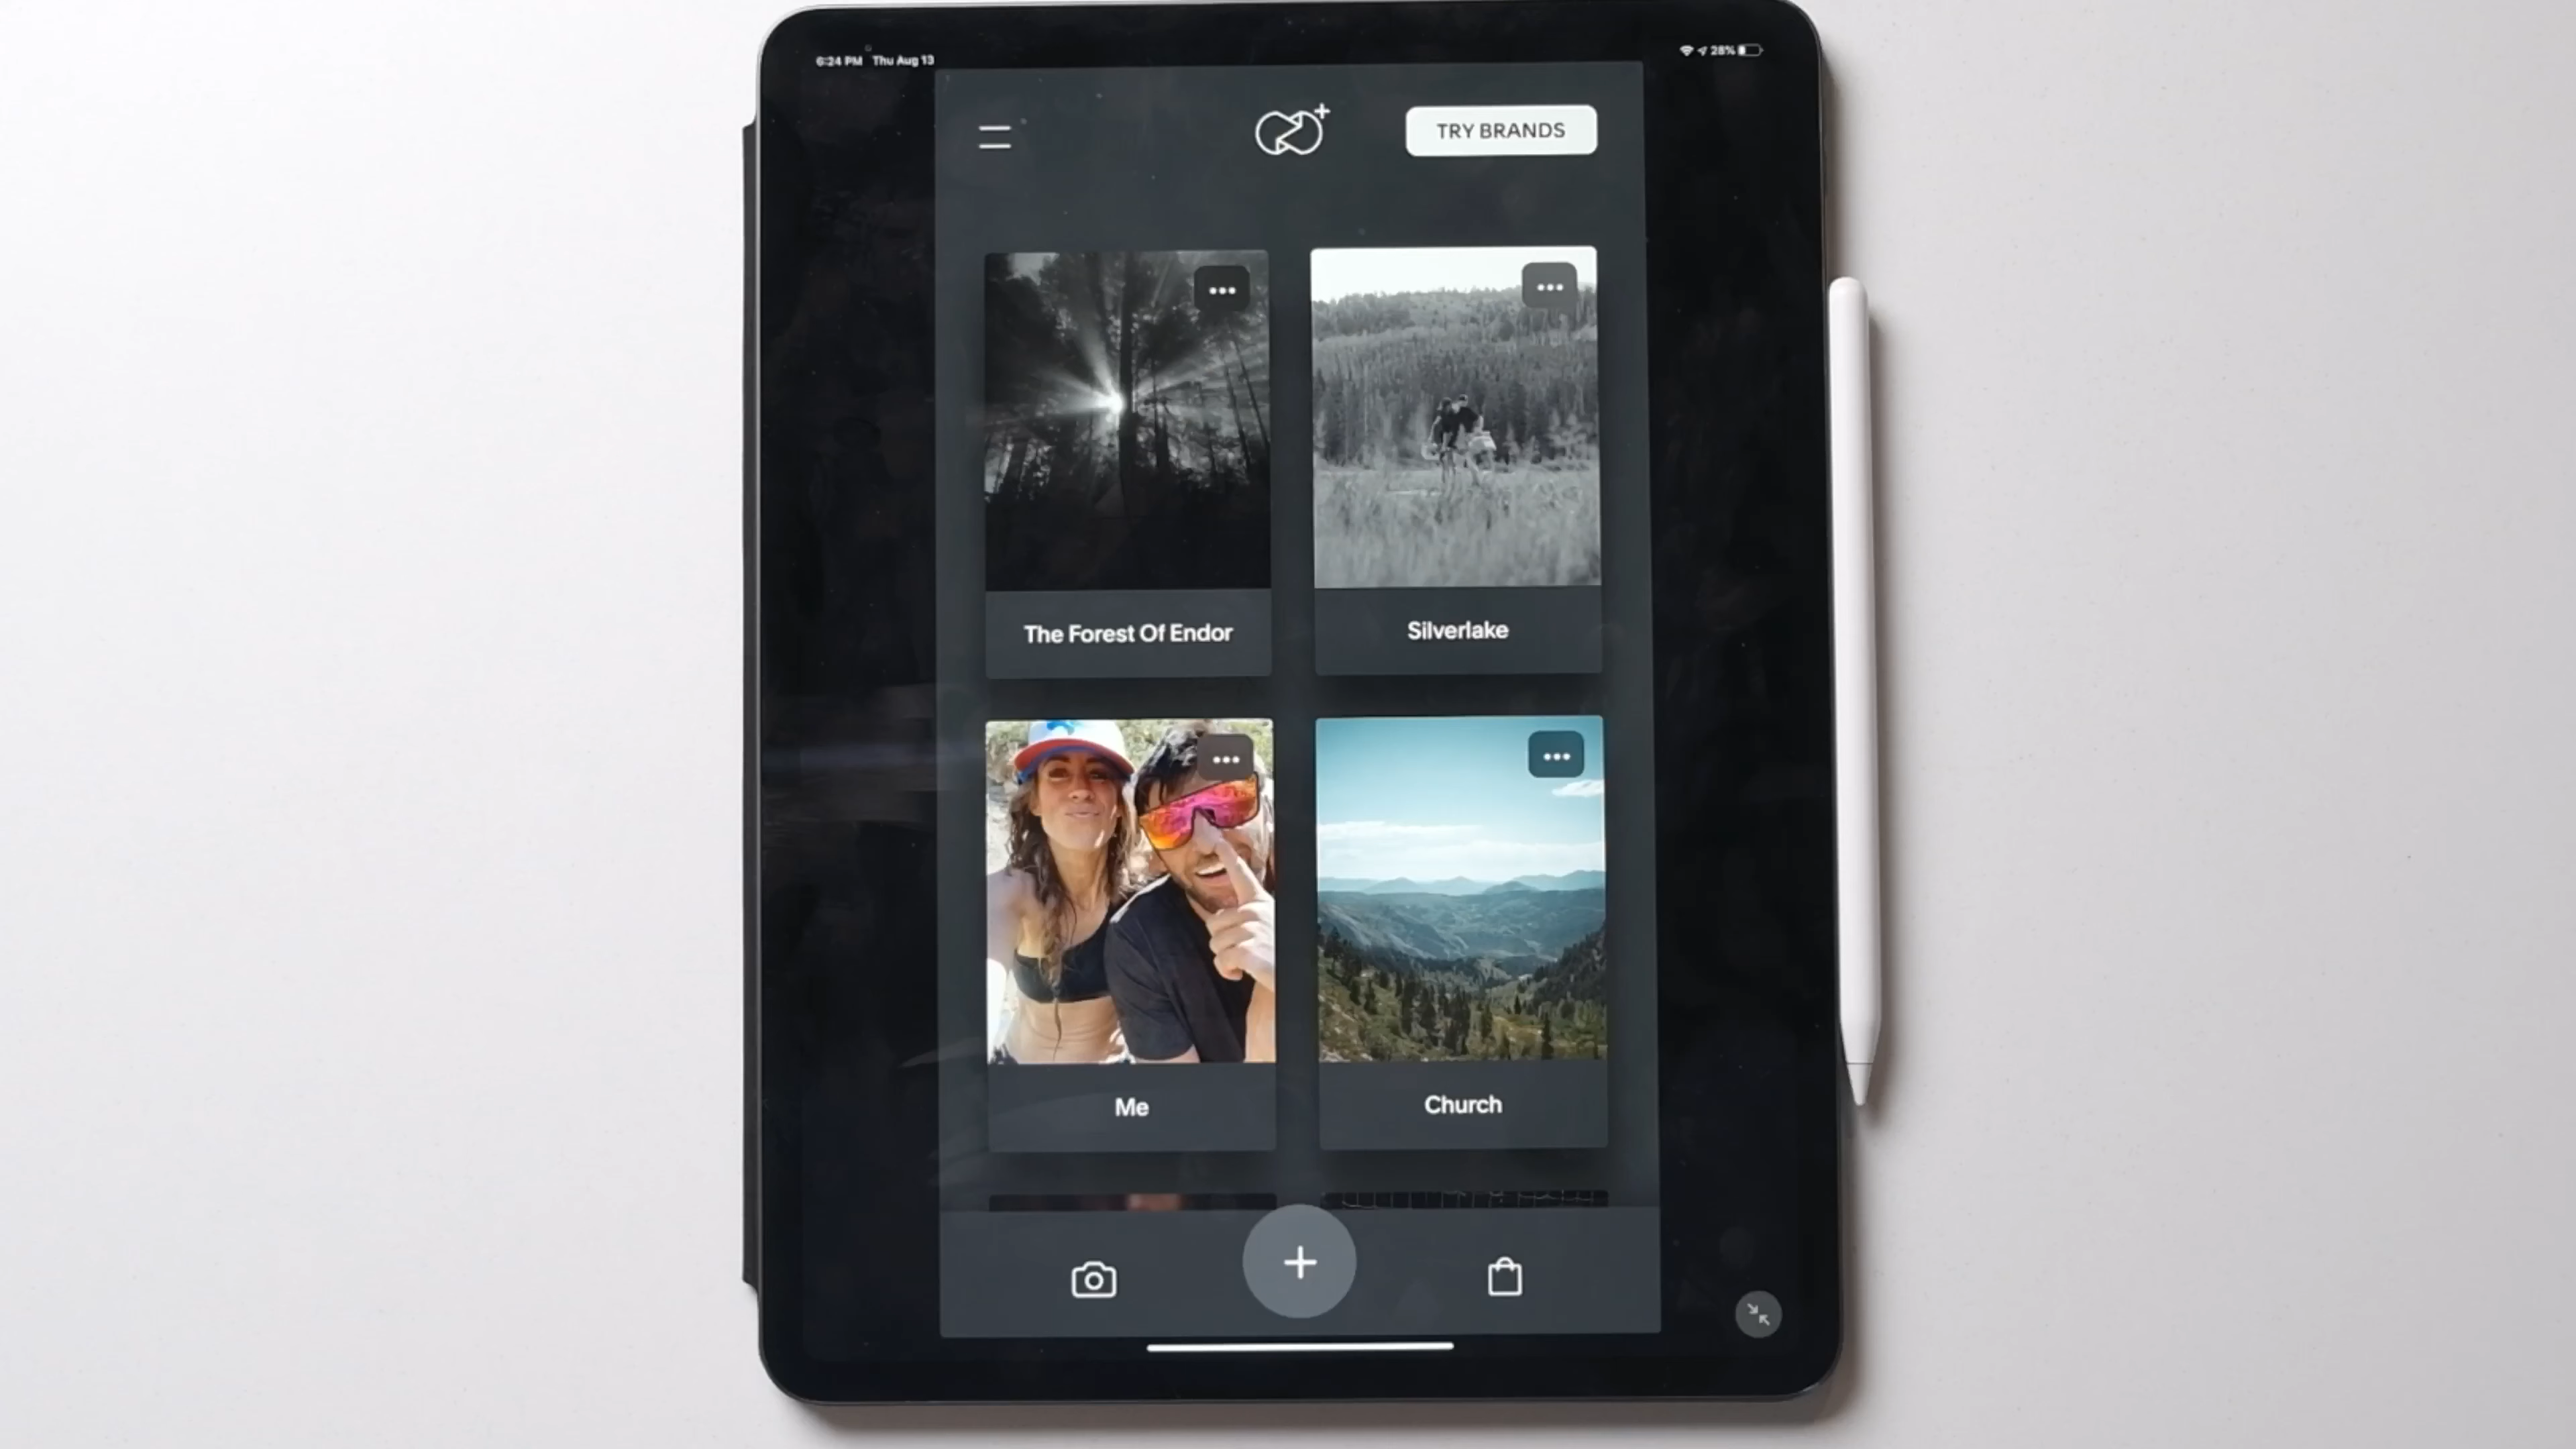 6:24 PM Thu Aug 13
28%
TRY BRANDS
The Forest Of Endor
Silverlake
Me
Church